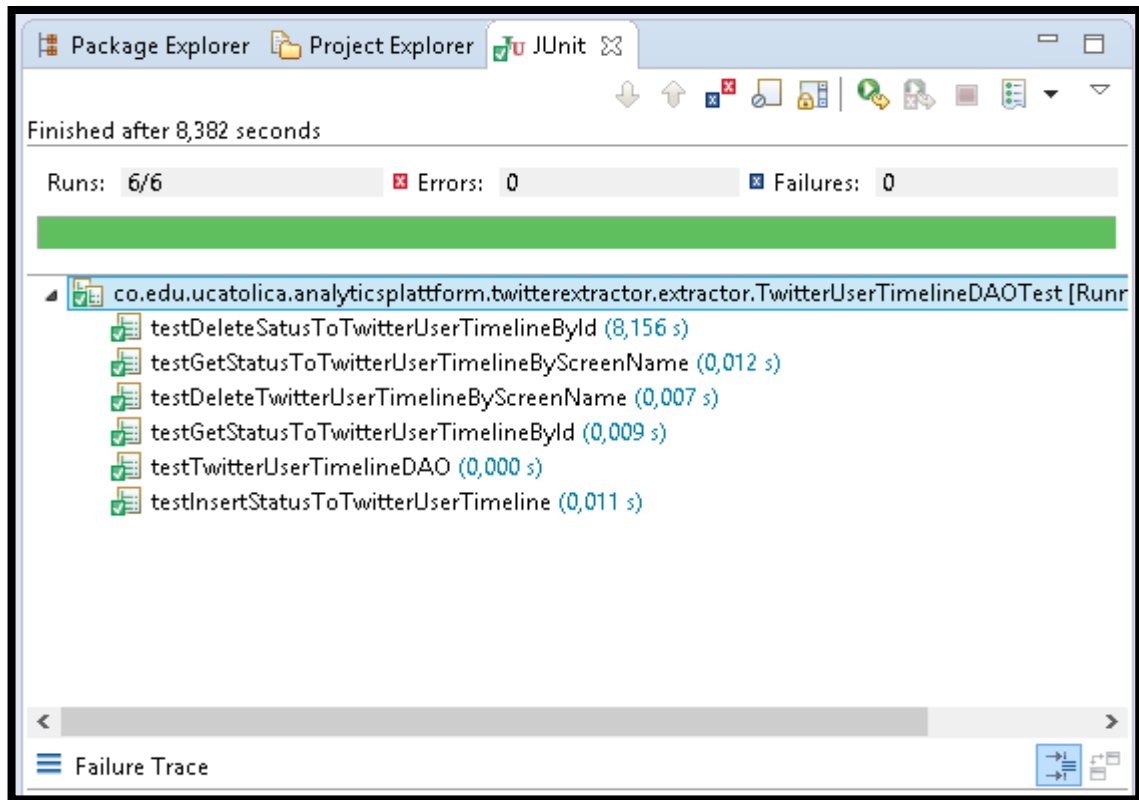 Package Explorer Project Explorer JUnit
Finished after 8,382 seconds
Runs: 6/6 Errors: 0 Failures: 0
co.edu.ucatolica.analyticsplattform.twitterextractor.extractor.TwitterUserTimelineDAOTest [Runr
testDeleteSatusToTwitterUserTimelineById (8,156 s)
testGetStatusToTwitterUserTimelineByScreenName (0,012 s)
testDeleteTwitterUserTimelineByScreenName (0,007 s)
testGetStatusToTwitterUserTimelineById (0,009 s)
testTwitterUserTimelineDAO (0,000 s)
testInsertStatusToTwitterUserTimeline (0,011 s)
Failure Trace